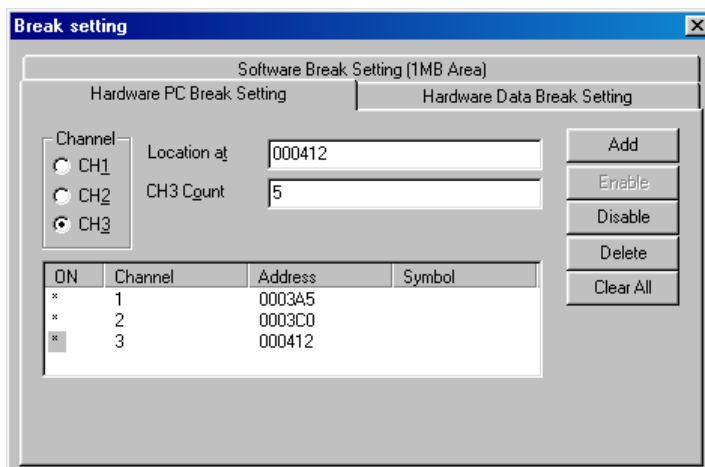 Break setting
Software Break Setting (1MB Area)
Hardware PC Break Setting
Hardware Data Break Setting
Channel
CH1
CH2
CH3
Location at
000412
CH3 Count
5
Add
Enable
Disable
Delete
Clear All
ON Channel Address Symbol
* 1 0003A5
* 2 0003C0
* 3 000412